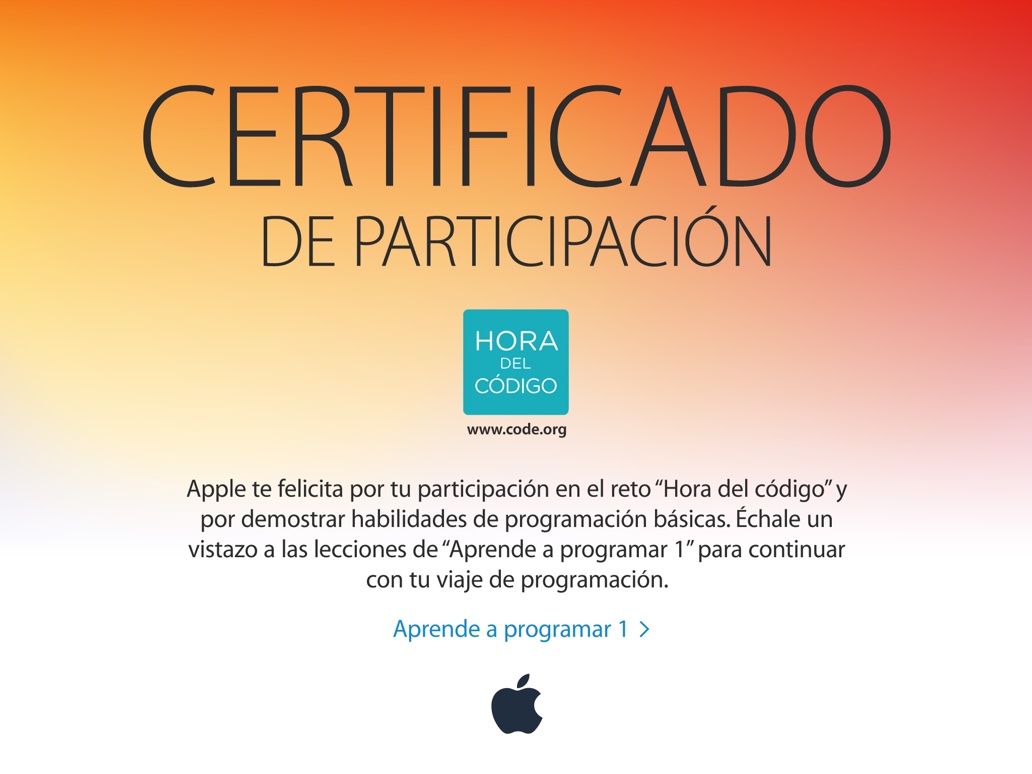 CERTIFICADO
DE PARTICIPACIÓN
HORA
DEL
CÓDIGO
www.code.org
Apple te felicita por tu participación en el reto “Hora del código” y
por demostrar habilidades de programación básicas. Échale un
vistazo a las lecciones de “Aprende a programar 1” para continuar
con tu viaje de programación.
Aprende a programar 1 >